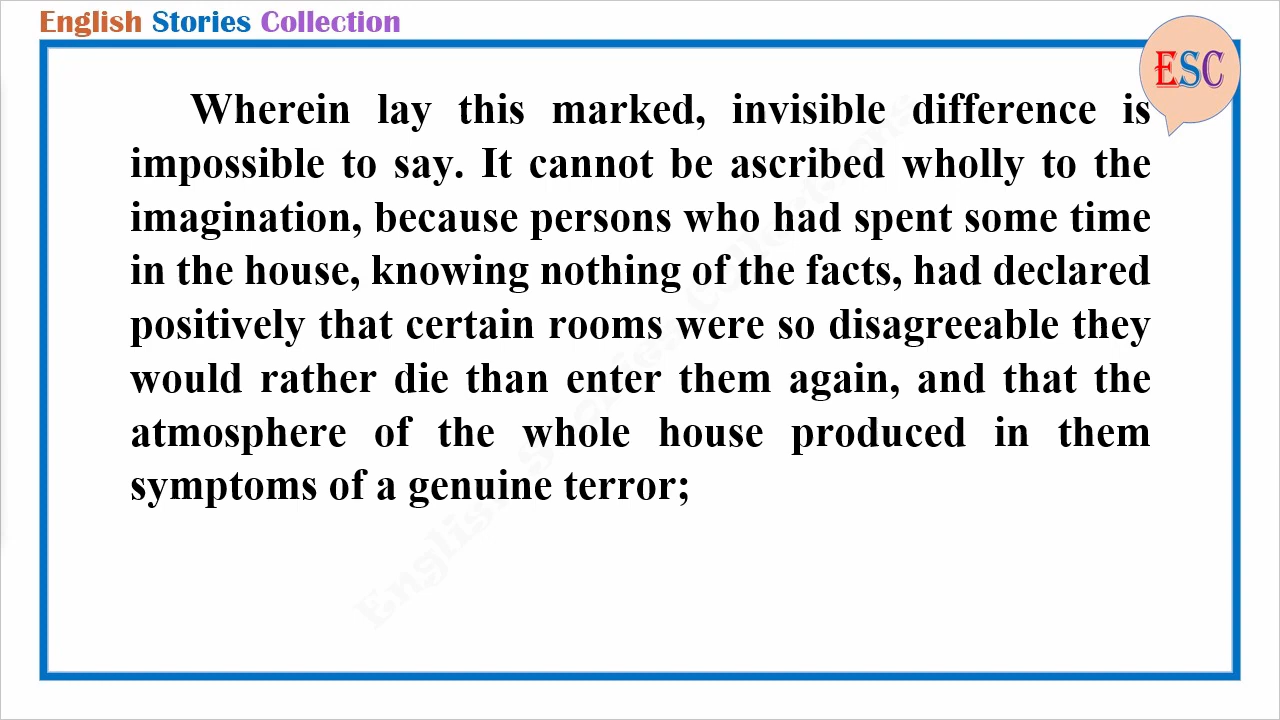 English Stories Collection
ESC
Wherein lay this marked, invisible difference is
impossible to say. It cannot be ascribed wholly to the
imagination, because persons who had spent some time
in the house, knowing nothing of the facts, had declared
positively that certain rooms were so disagreeable they
would rather die than enter them again, and that the
atmosphere of the whole house produced in them
symptoms of a genuine terror;